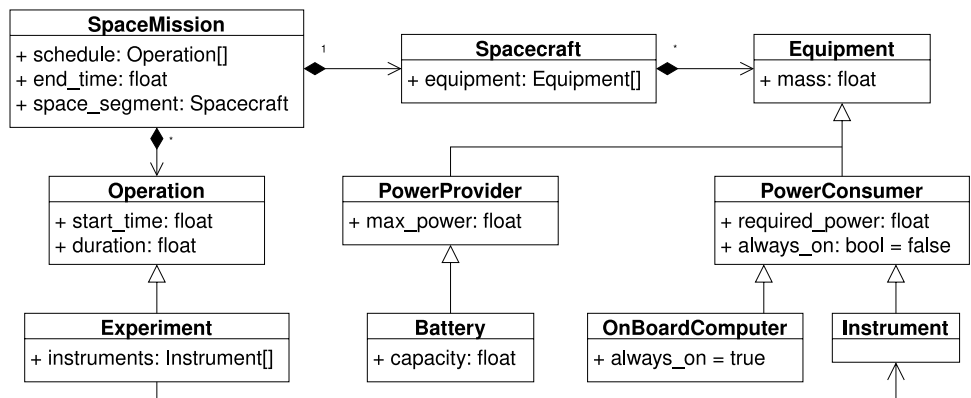 SpaceMission
+ schedule: Operation[]
+ end_time: float
+ space_segment: Spacecraft
1
Spacecraft
+ equipment: Equipment[]
*
Equipment
+ mass: float
*
Operation
+ start_time: float
+ duration: float
PowerProvider
+ max_power: float
PowerConsumer
+ required_power: float
+ always_on: bool = false
Experiment
+ instruments: Instrument[]
Battery
+ capacity: float
OnBoardComputer
+ always_on = true
Instrument